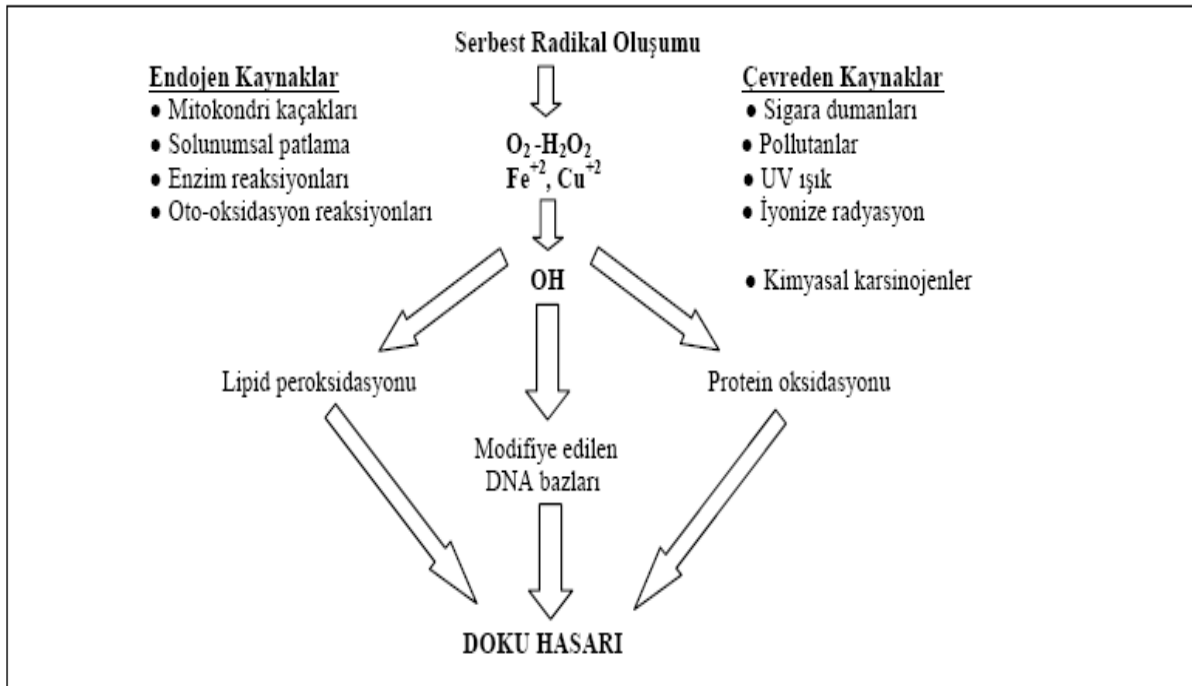 Serbest Radikal Oluşumu
Endojen Kaynaklar
● Mitokondri kaçakları
● Solunumsal patlama
● Enzim reaksiyonları
● Oto-oksidasyon reaksiyonları
Çevreden Kaynaklar
● Sigara dumanları
● Pollutanlar
● UV ışık
● İyonize radyasyon
● Kimyasal karsinojenler
O₂ -H₂O₂
Fe⁺², Cu⁺²
OH
Lipid peroksidasyonu
Protein oksidasyonu
Modifiye edilen
DNA bazları
DOKU HASARI